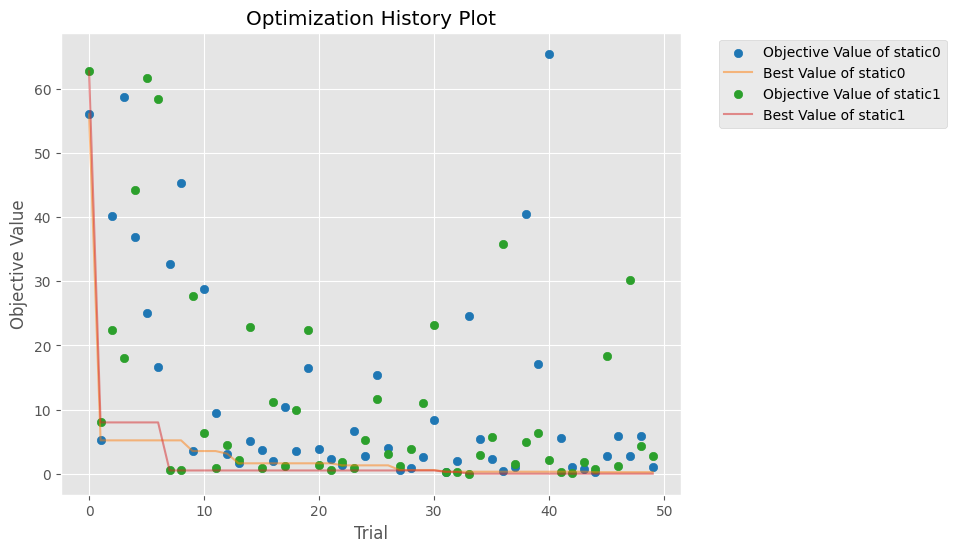 Optimization History Plot
Objective Value of static0
Best Value of static0
Objective Value of static1
Best Value of static1
60
50
40
30
20
10
0
Objective Value
0 10 20 30 40 50
Trial